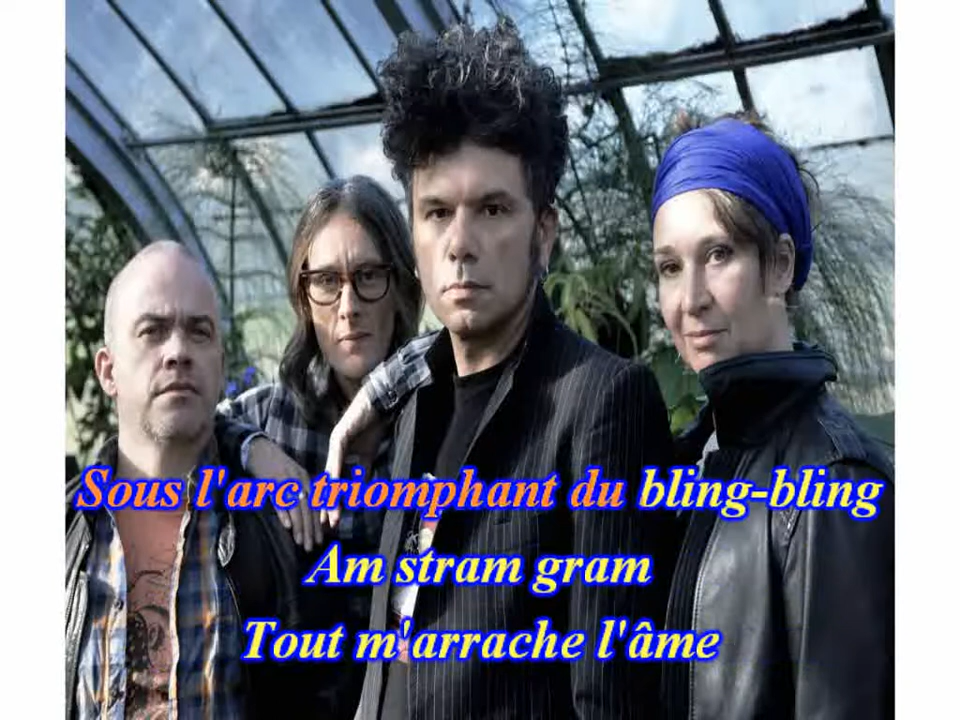 Sous l'arc triomphant du bling-bling
Am stram gram
Tout m'arrache l'âme